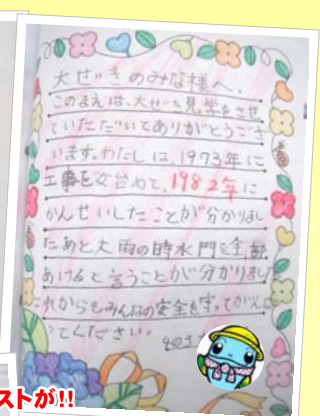 大ぜきのみな様へ。
このまえは、大ぜき見学をさせ
ていただいてありがとうござ
います。わたしは、1973年に
工事を始めて、1982年に
かんせいしたことが分かりまし
たあと大雨の時水門を全部
あけると言うことが分かりました
これからもみんなの安全を守ってがんば
ってください。
4の
ストが!!